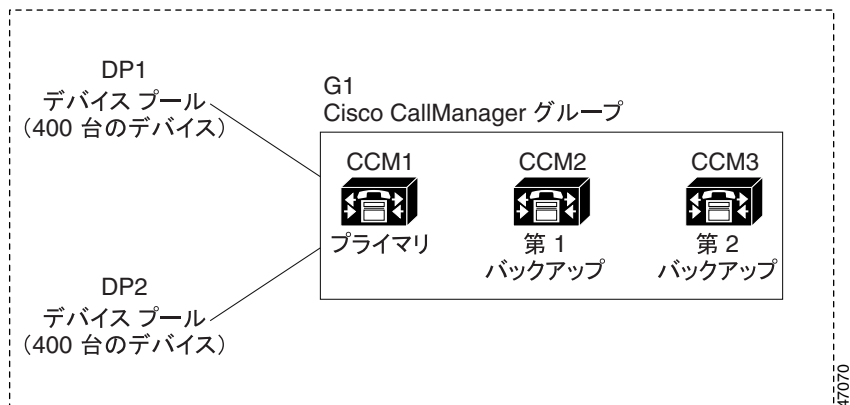 DP1
デバイス プール
(400 台のデバイス)
G1
Cisco CallManager グループ
CCM1
CCM2
CCM3
プライマリ
第 1
バックアップ
第 2
バックアップ
DP2
デバイス プール
(400 台のデバイス)
47070